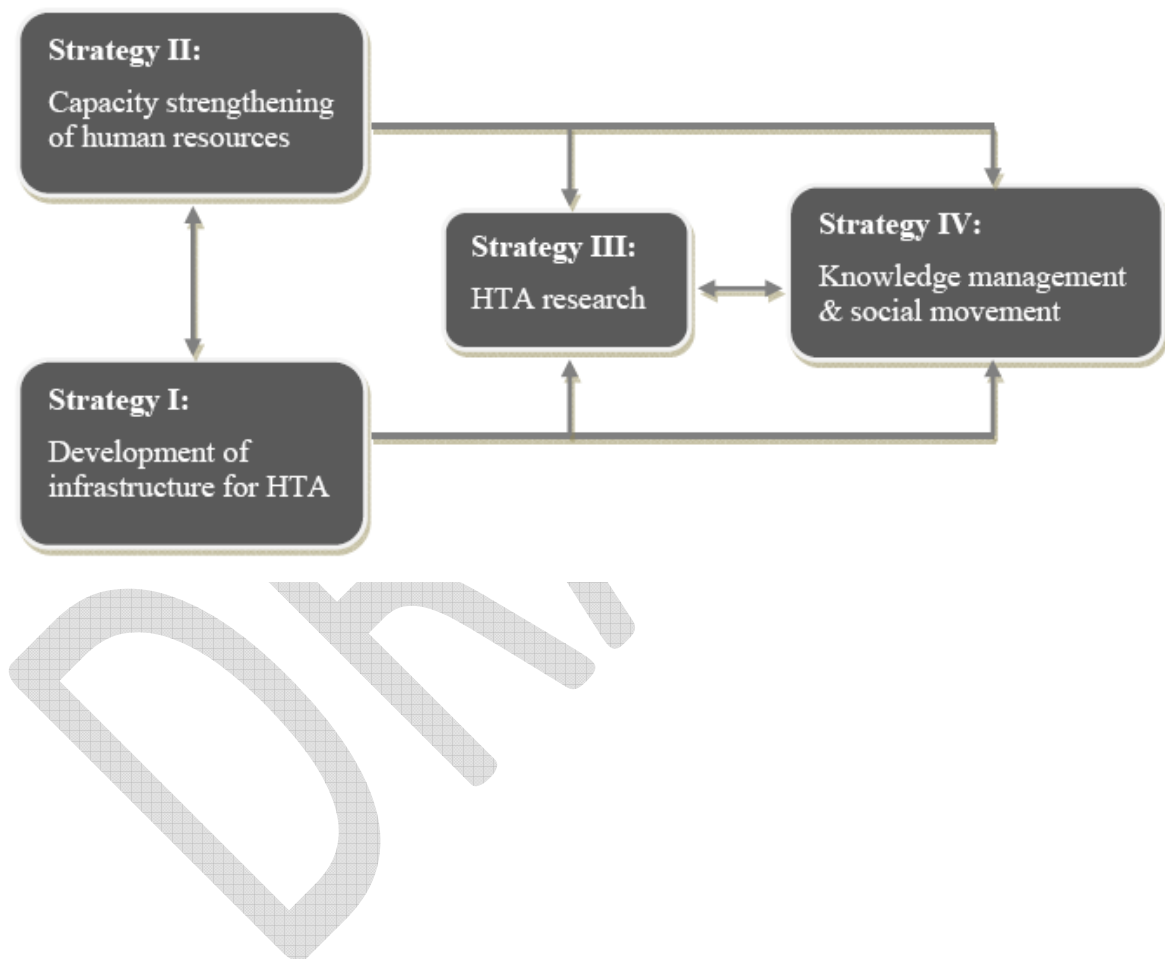 Strategy II:
Capacity strengthening
of human resources
Strategy III:
HTA research
Strategy IV:
Knowledge management
& social movement
Strategy I:
Development of
infrastructure for HTA